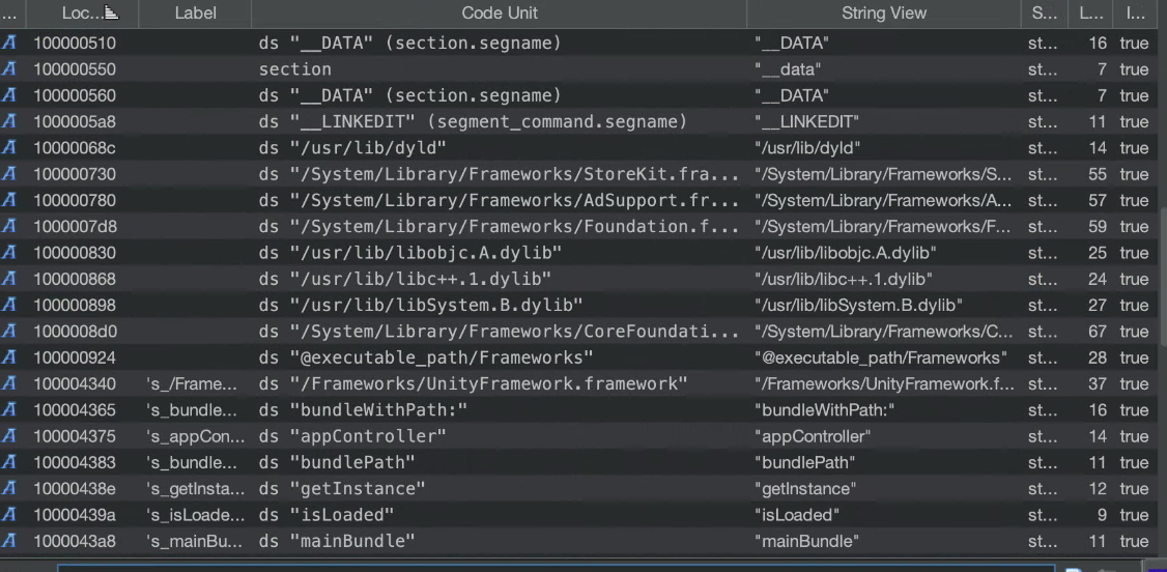 ... Loc... Label Code Unit String View S... L... I...
A 100000510 ds "__DATA" (section.segname) "__DATA" st... 16 true
A 100000550 section "__data" st... 7 true
A 100000560 ds "__DATA" (section.segname) "__DATA" st... 7 true
A 1000005a8 ds "__LINKEDIT" (segment_command.segname) "__LINKEDIT" st... 11 true
A 10000068c ds "/usr/lib/dyld" "/usr/lib/dyld" st... 14 true
A 100000730 ds "/System/Library/Frameworks/StoreKit.fra... "/System/Library/Frameworks/S... st... 55 true
A 100000780 ds "/System/Library/Frameworks/AdSupport.fr... "/System/Library/Frameworks/A... st... 57 true
A 1000007d8 ds "/System/Library/Frameworks/Foundation.f... "/System/Library/Frameworks/F... st... 59 true
A 100000830 ds "/usr/lib/libobjc.A.dylib" "/usr/lib/libobjc.A.dylib" st... 25 true
A 100000868 ds "/usr/lib/libc++.1.dylib" "/usr/lib/libc++.1.dylib" st... 24 true
A 100000898 ds "/usr/lib/libSystem.B.dylib" "/usr/lib/libSystem.B.dylib" st... 27 true
A 1000008d0 ds "/System/Library/Frameworks/CoreFoundati... "/System/Library/Frameworks/C... st... 67 true
A 100000924 ds "@executable_path/Frameworks" "@executable_path/Frameworks" st... 28 true
A 100004340 's_/Frame... ds "/Frameworks/UnityFramework.framework" "/Frameworks/UnityFramework.f... st... 37 true
A 100004365 's_bundle... ds "bundleWithPath:" "bundleWithPath:" st... 16 true
A 100004375 's_appCon... ds "appController" "appController" st... 14 true
A 100004383 's_bundle... ds "bundlePath" "bundlePath" st... 11 true
A 10000438e 's_getInsta... ds "getInstance" "getInstance" st... 12 true
A 10000439a 's_isLoade... ds "isLoaded" "isLoaded" st... 9 true
A 1000043a8 's_mainBu... ds "mainBundle" "mainBundle" st... 11 true